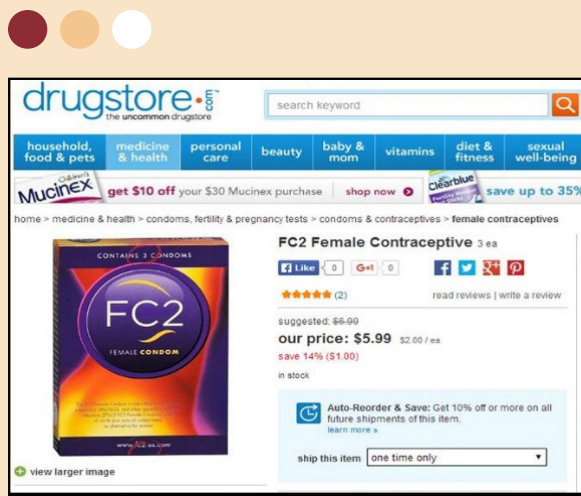 drugstore.com™
the uncommon drugstore
search keyword
household, food & pets
medicine & health
personal care
beauty
baby & mom
vitamins
diet & fitness
sexual well-being
Children's
Mucinex
get $10 off your $30 Mucinex purchase
shop now
Clearblue
save up to 35%
home > medicine & health > condoms, fertility & pregnancy tests > condoms & contraceptives > female contraceptives
CONTAINS 3 CONDOMS
FC2
FEMALE CONDOM
www.fc2.us.com
view larger image
FC2 Female Contraceptive 3 ea
Like 0 G+1 0
(2)
read reviews | write a review
suggested: $6.99
our price: $5.99 $2.00 / ea
save 14% ($1.00)
in stock
Auto-Reorder & Save: Get 10% off or more on all
future shipments of this item.
learn more »
ship this item one time only